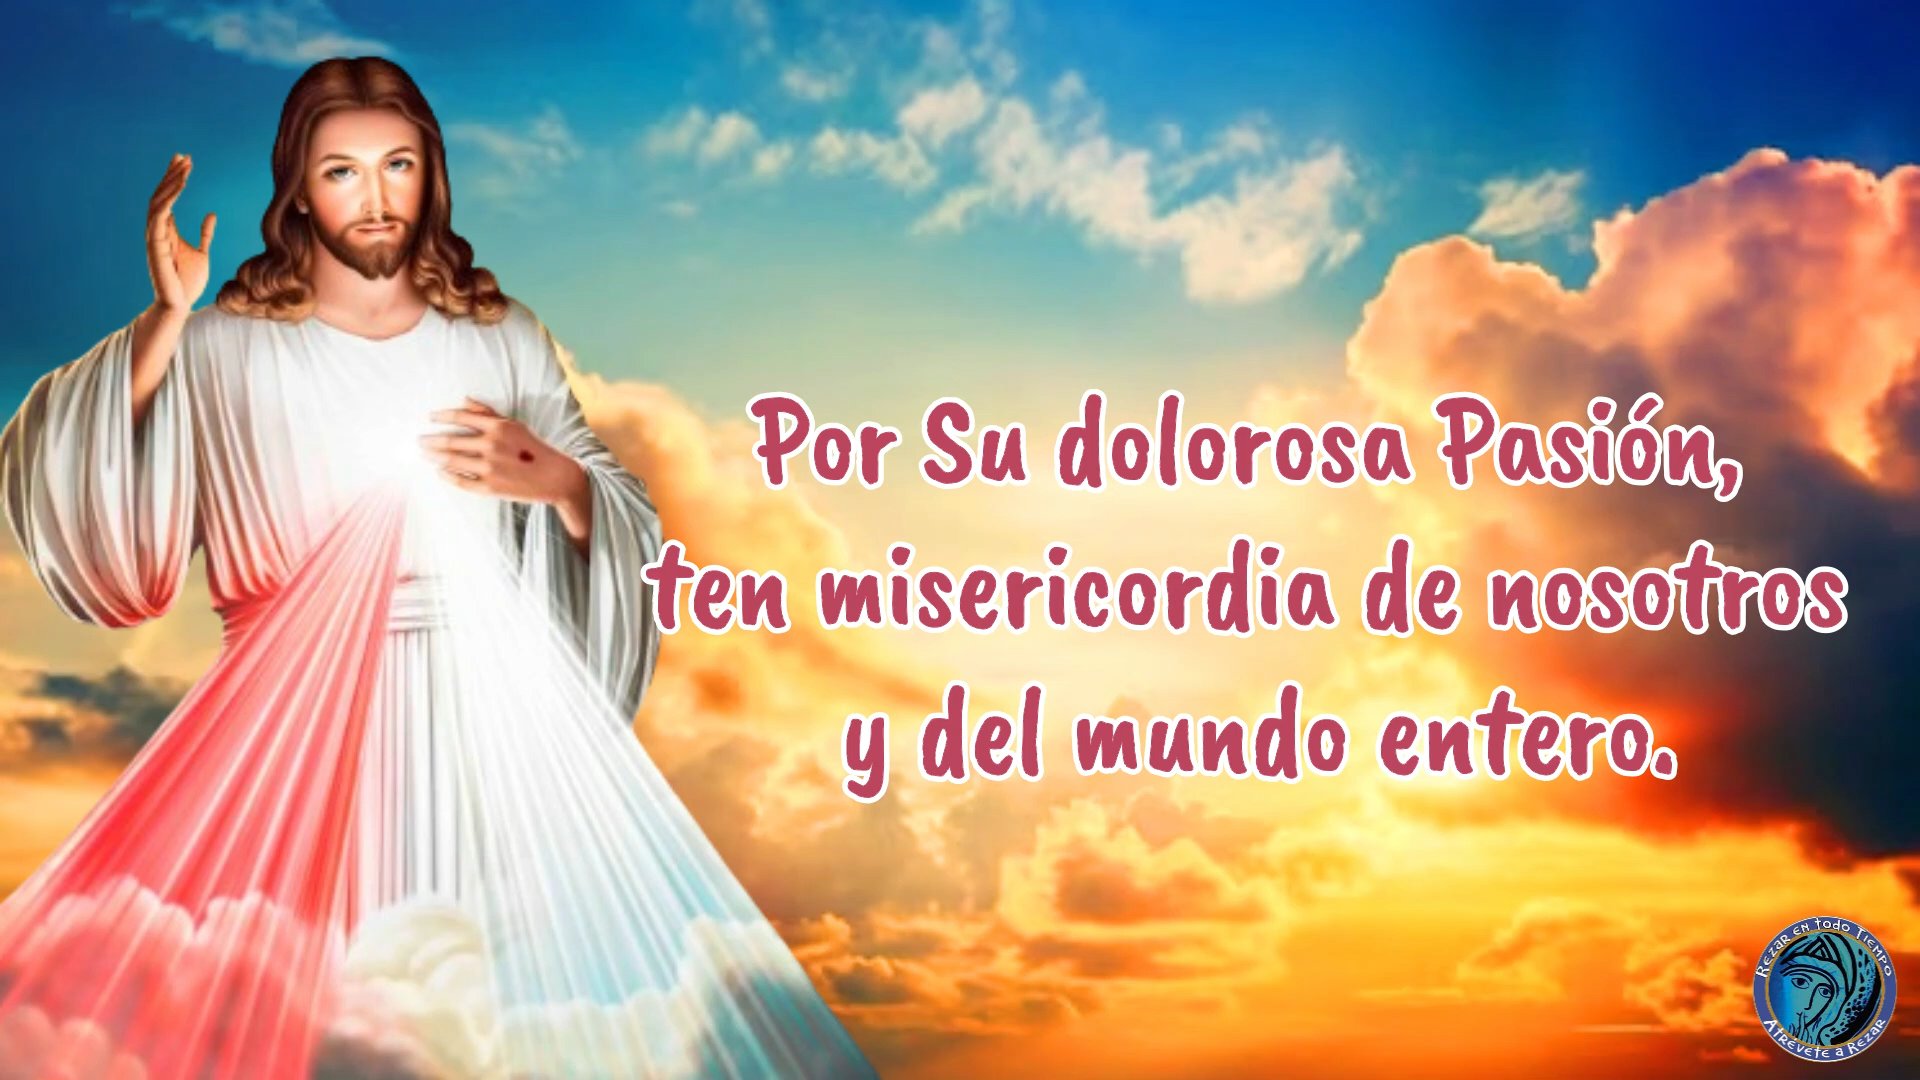 Por Su dolorosa Pasión,
ten misericordia de nosotros
y del mundo entero.
Rezar en todo Tiempo
Atrévete a Rezar